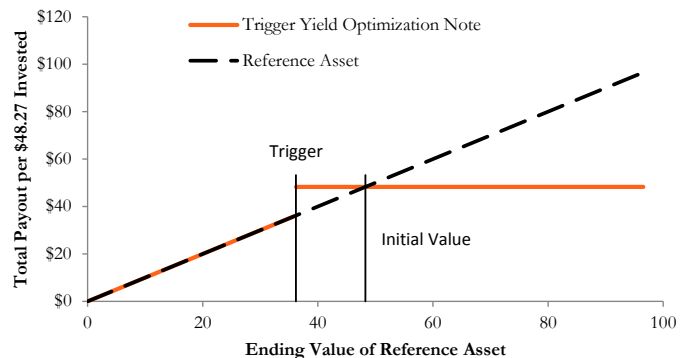 Total Payout per $48.27 Invested
$120
$100
$80
$60
$40
$20
$0
Trigger Yield Optimization Note
Reference Asset
Trigger
Initial Value
0 20 40 60 80 100
Ending Value of Reference Asset